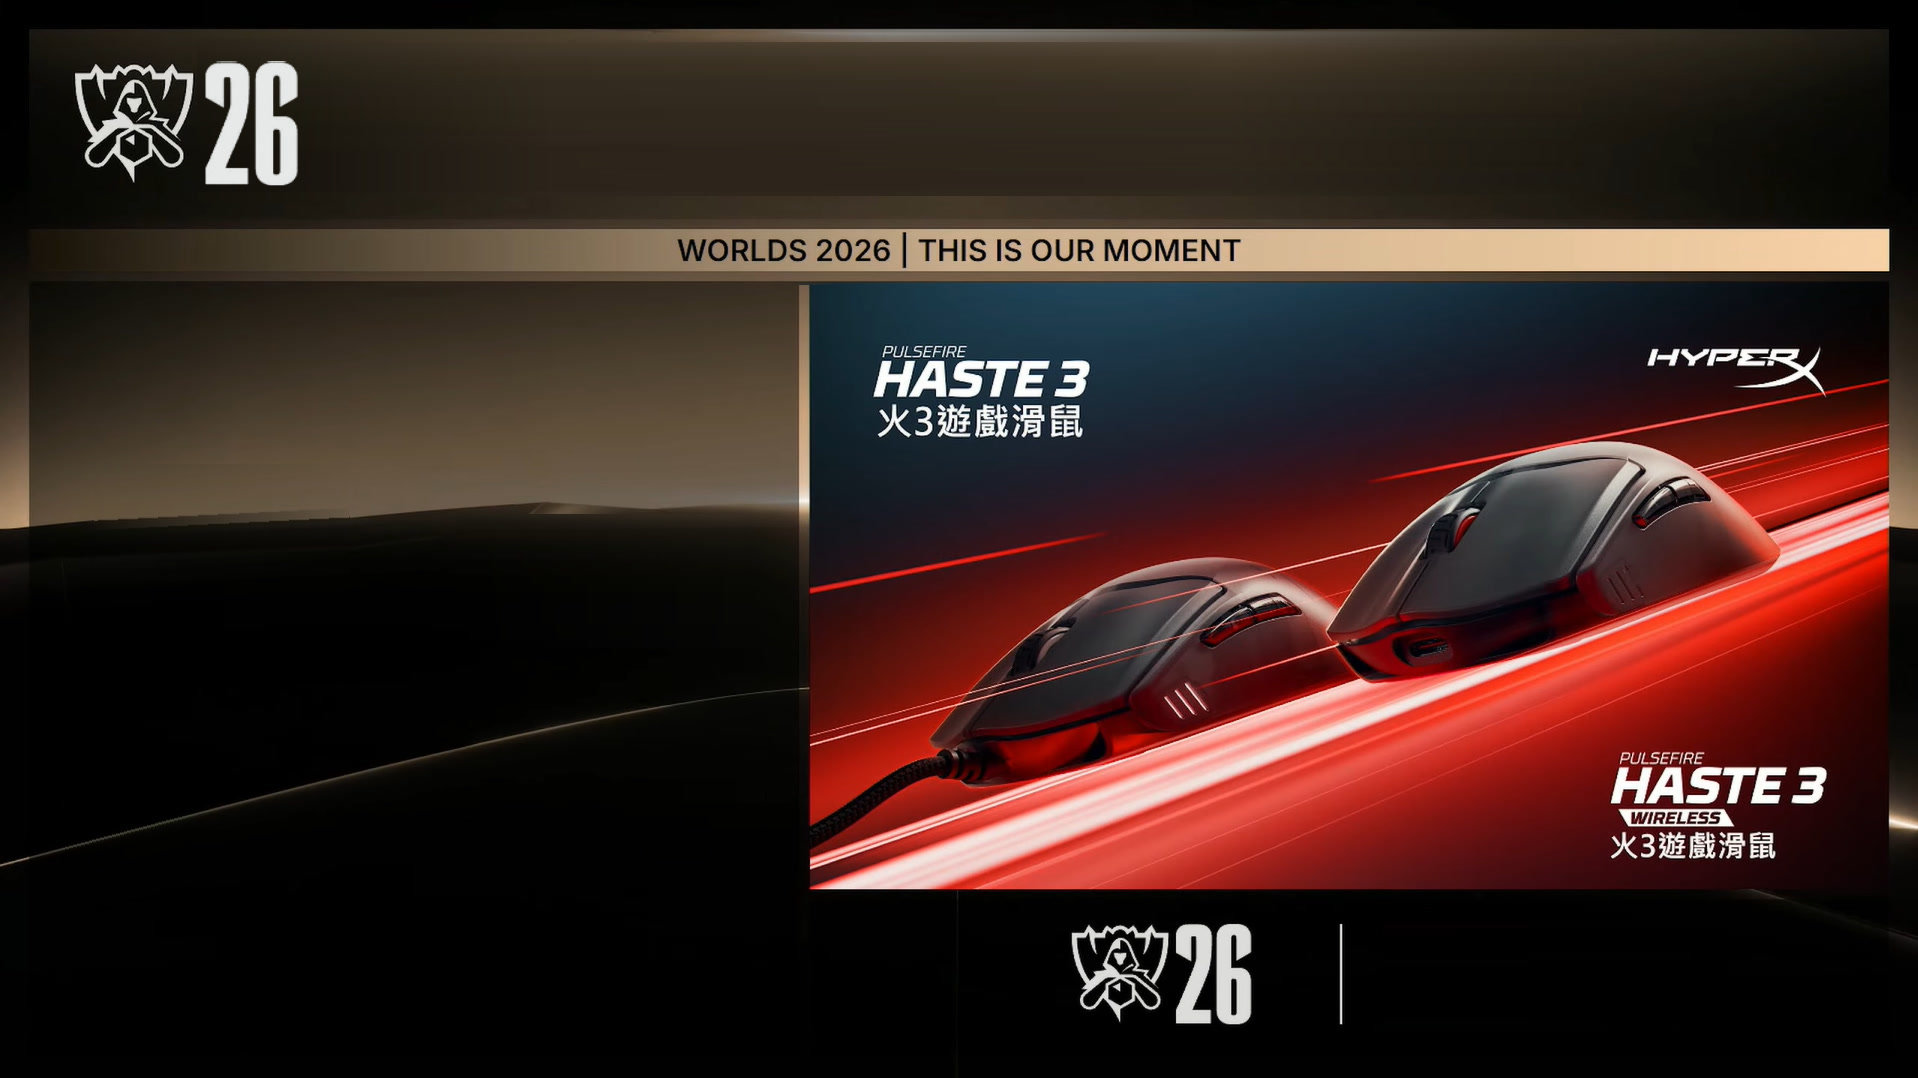 26
WORLDS 2026 | THIS IS OUR MOMENT
PULSEFIRE
HASTE 3
火3遊戲滑鼠
HYPERX
PULSEFIRE
HASTE 3
WIRELESS
火3遊戲滑鼠
26